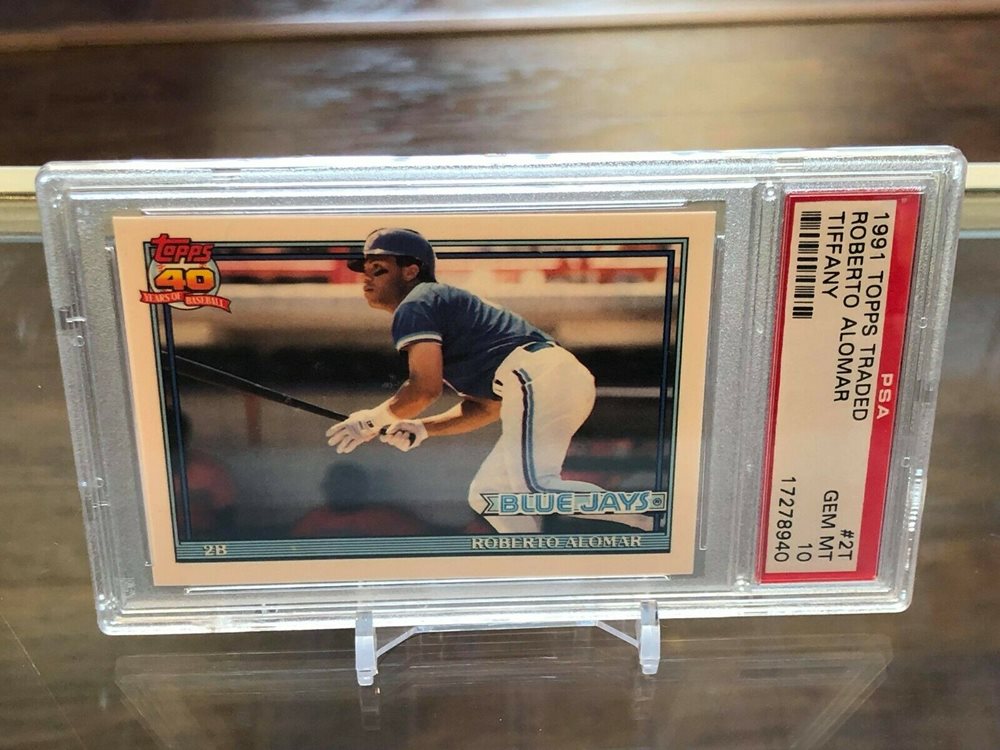 Topps
40
YEARS OF BASEBALL
BLUE JAYS
2B
ROBERTO ALOMAR
PSA
1991 TOPPS TRADED #2T
ROBERTO ALOMAR GEM MT
TIFFANY 10
17278940